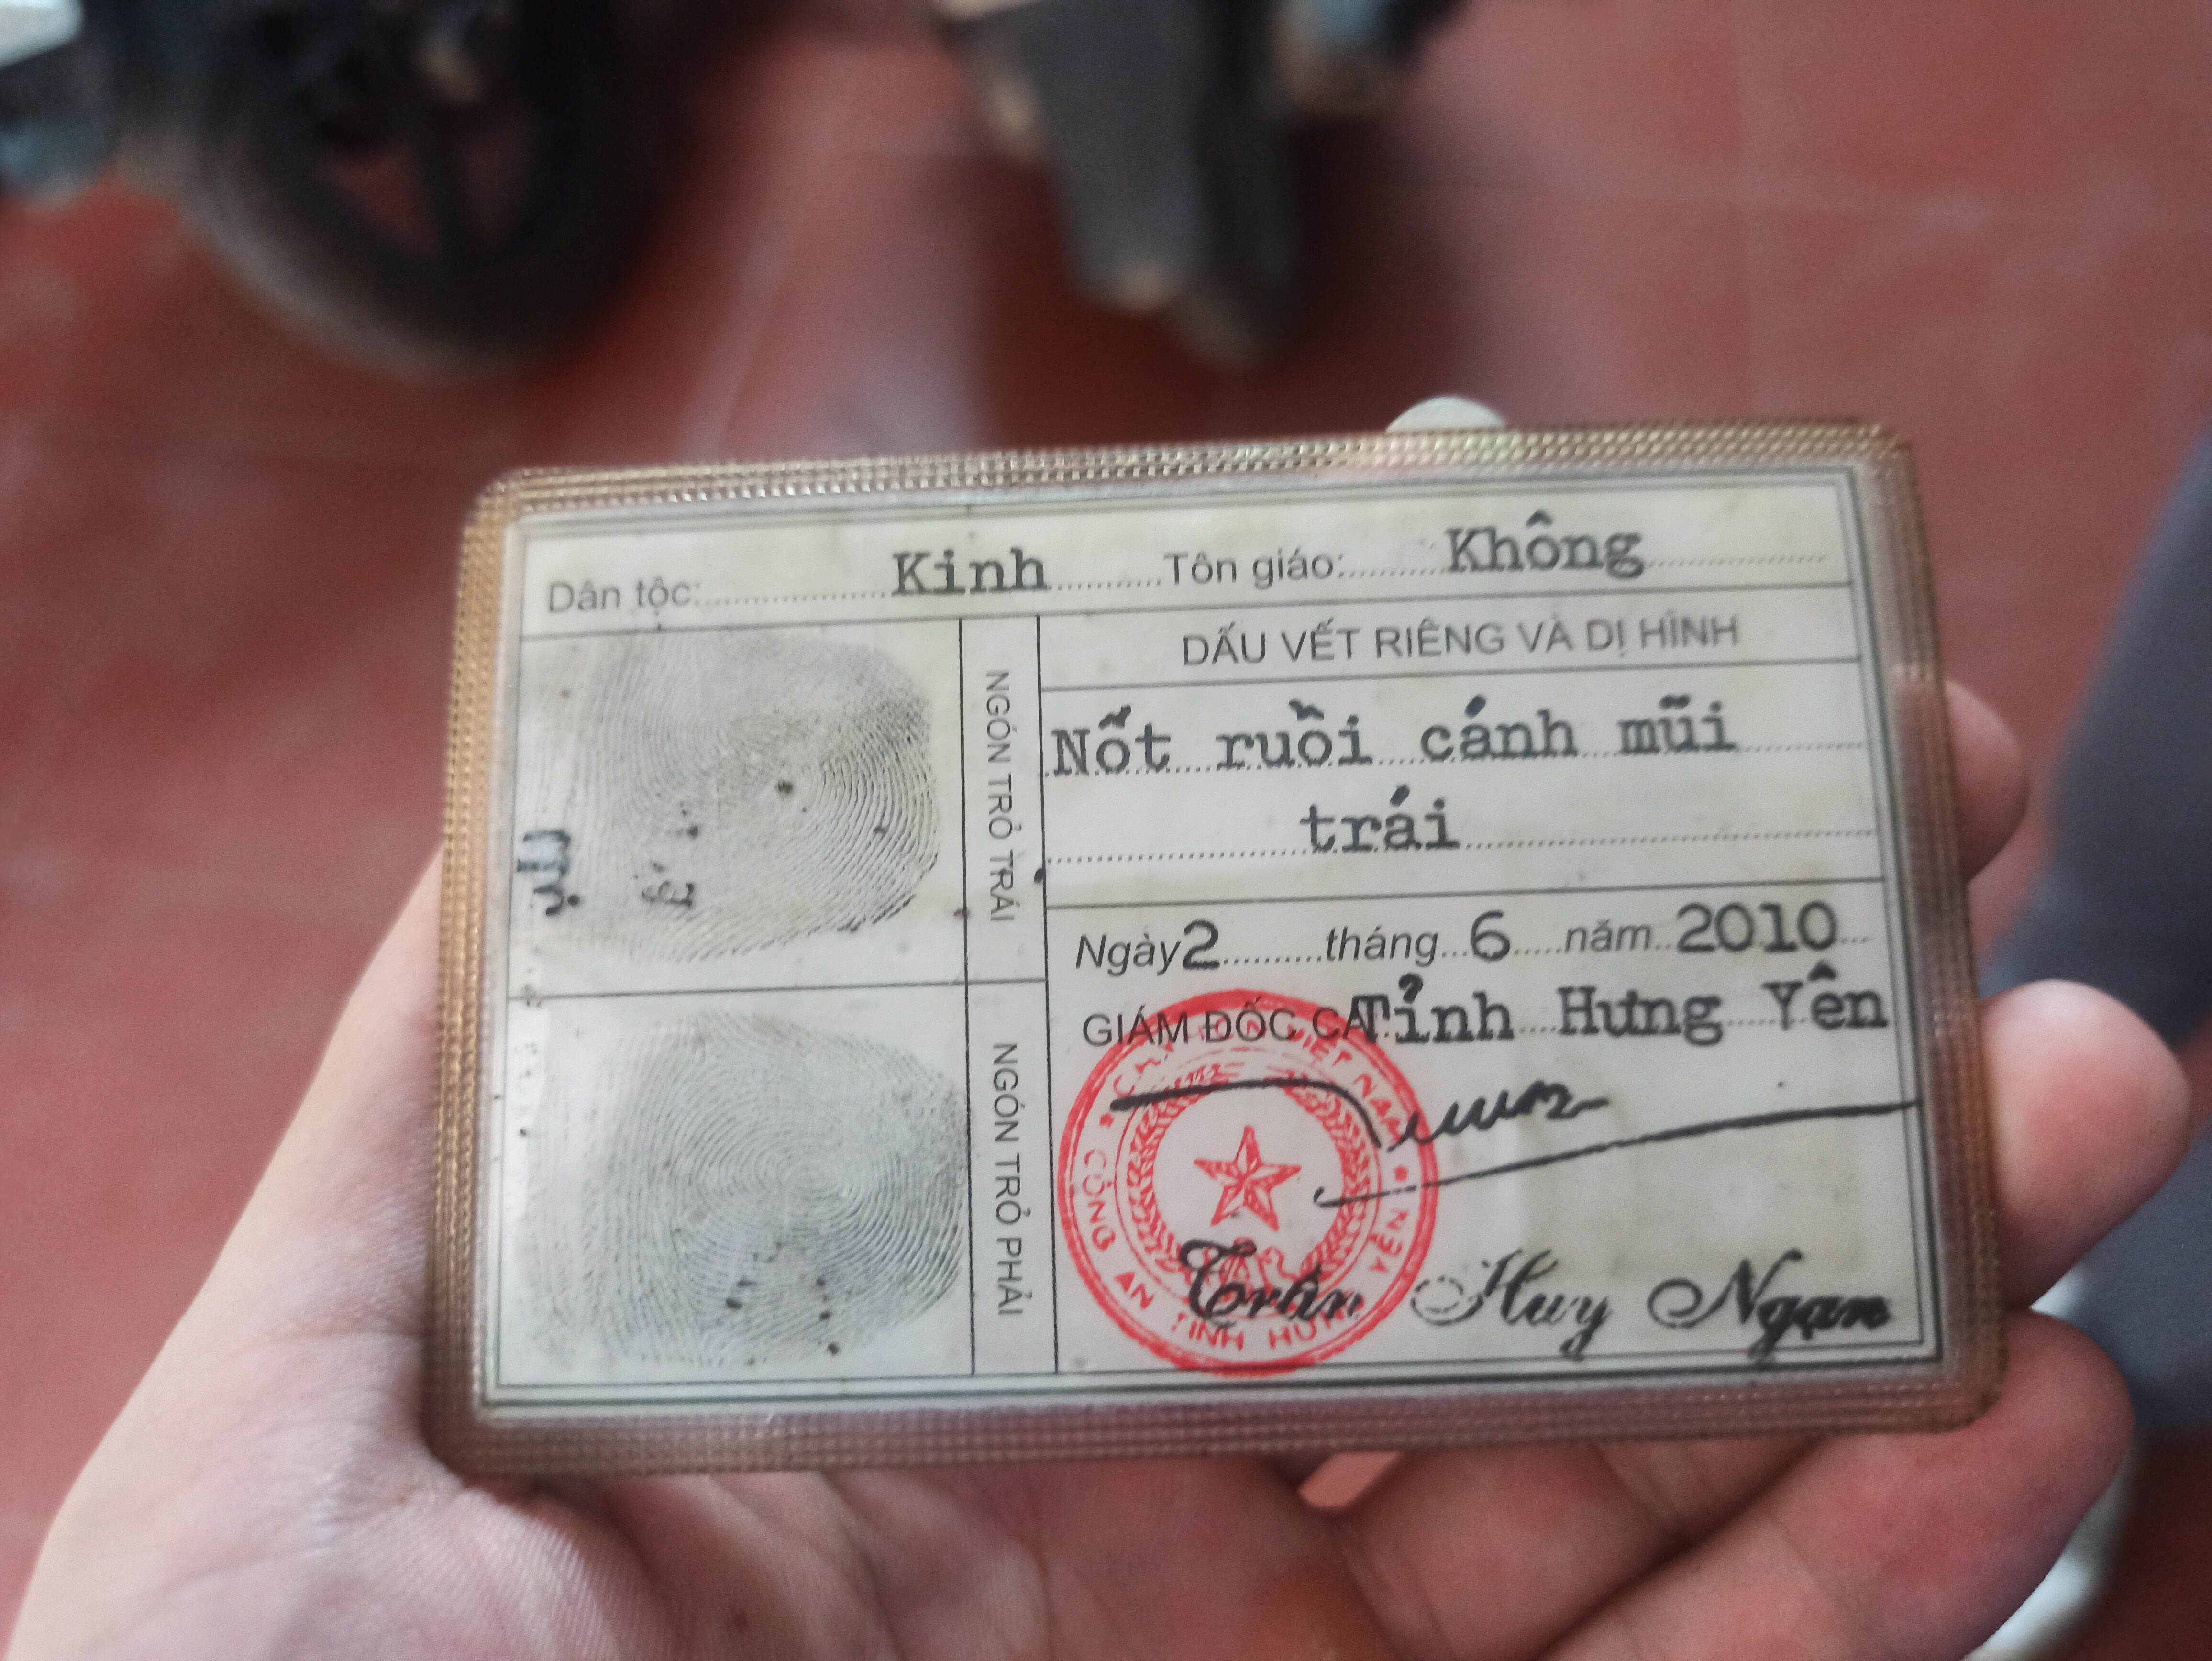 Dân tộc: Kinh Tôn giáo: Không
NGÓN TRỎ TRÁI
DẤU VẾT RIÊNG VÀ DỊ HÌNH
Nốt ruồi cánh mũi
trái
Ngày 2 tháng 6 năm 2010
GIÁM ĐỐC CA Tỉnh Hưng Yên
NGÓN TRỎ PHẢI
VIỆT NAM
CÔNG AN TỈNH HƯNG YÊN
Trần Huy Ngạn